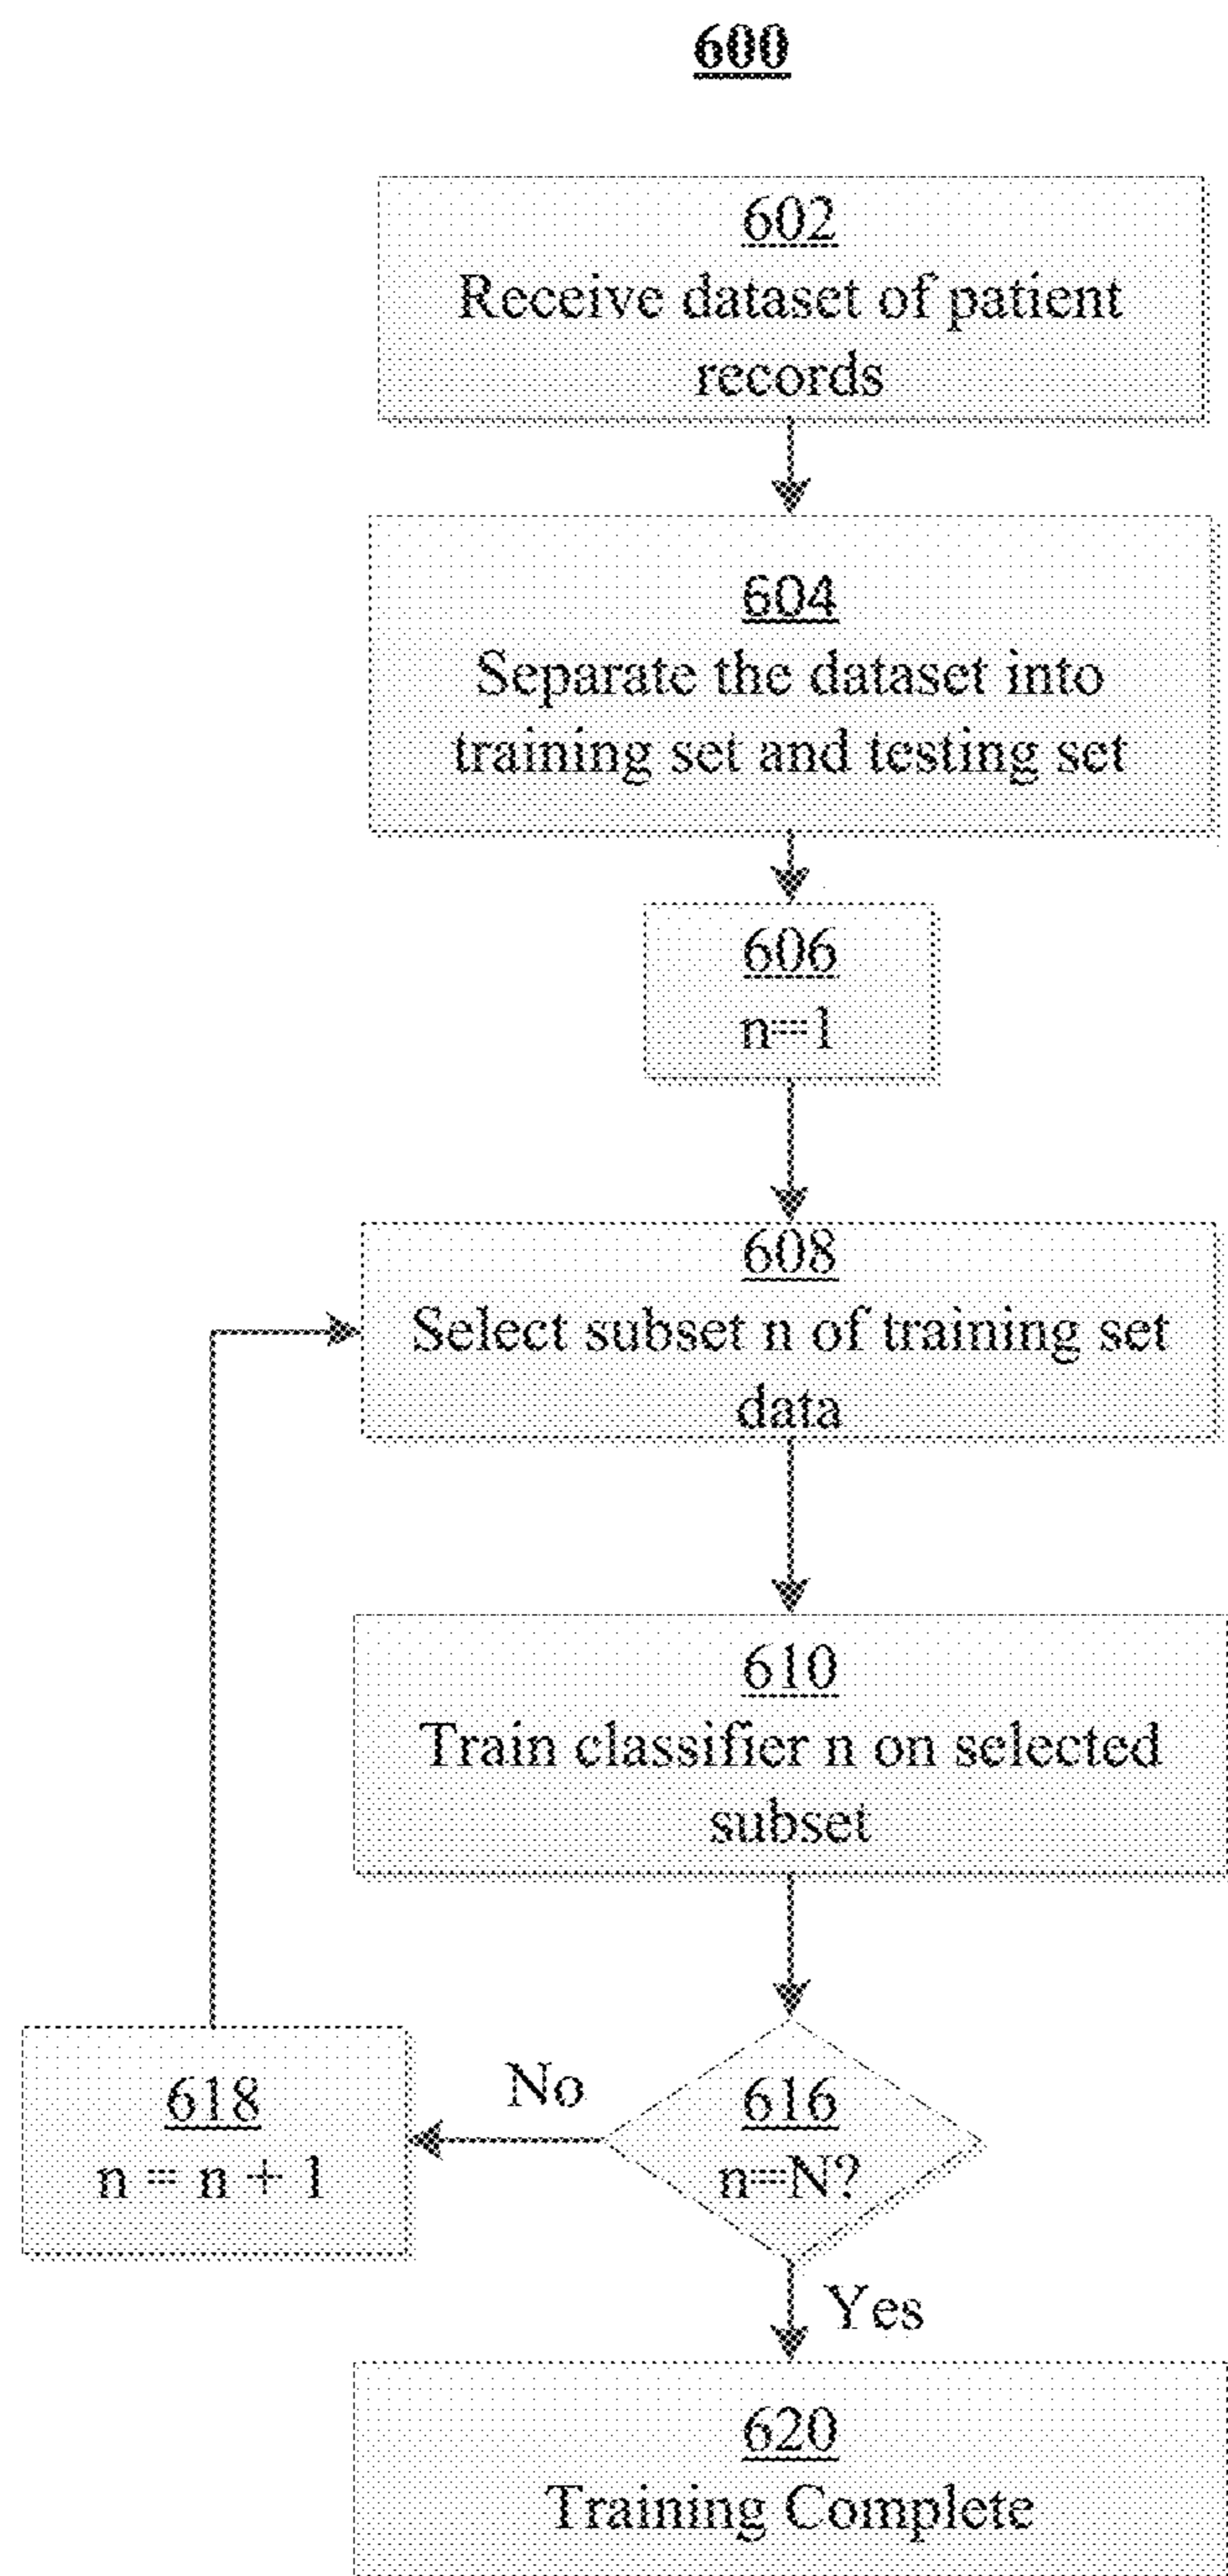 600
602
Receive dataset of patient
records
604
Separate the dataset into
training set and testing set
606
n=1
608
Select subset n of training set
data
610
Train classifier n on selected
subset
618
n = n + 1
No
616
n=N?
Yes
620
Training Complete